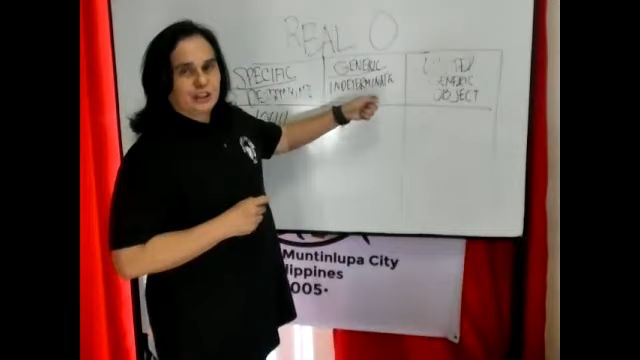 REAL O
SPECIFIC
GENERIC
INDETERMINATE
GENERIC
OBJECT
Muntinlupa City
ilippines
005•